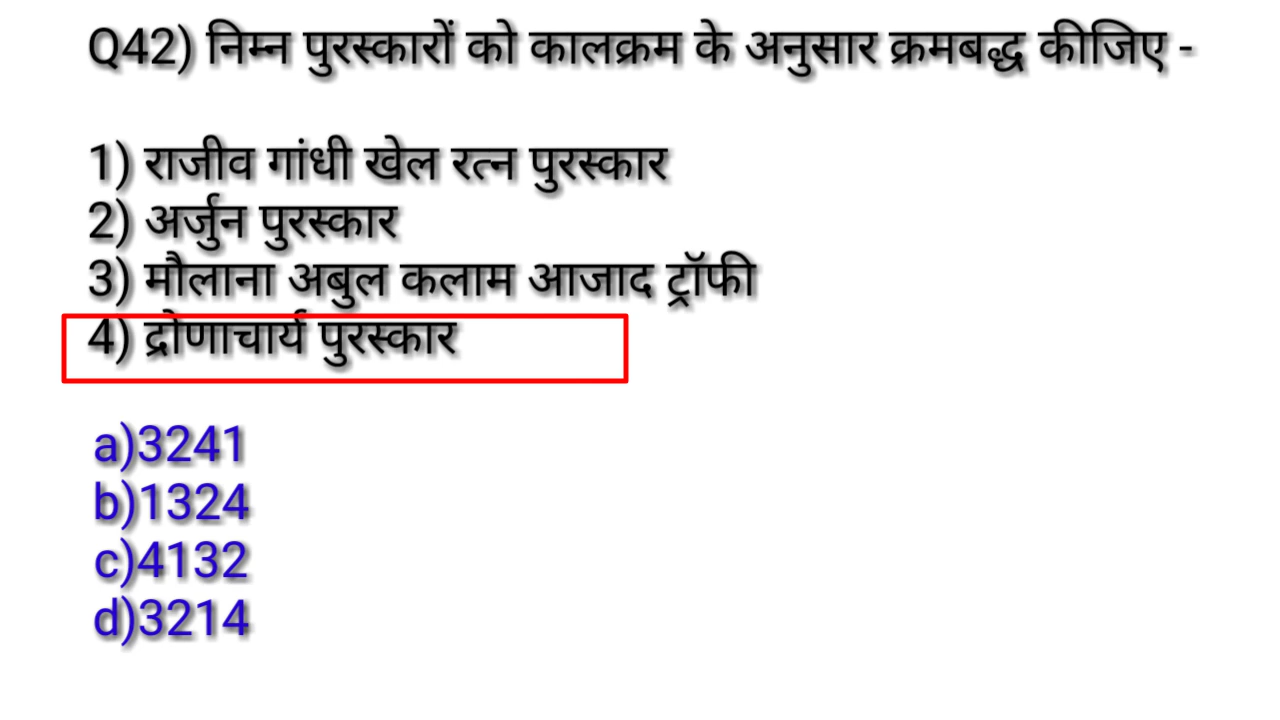 Q42) निम्न पुरस्कारों को कालक्रम के अनुसार क्रमबद्ध कीजिए -
1) राजीव गांधी खेल रत्न पुरस्कार
2) अर्जुन पुरस्कार
3) मौलाना अबुल कलाम आजाद ट्रॉफी
4) द्रोणाचार्य पुरस्कार
a)3241
b)1324
c)4132
d)3214